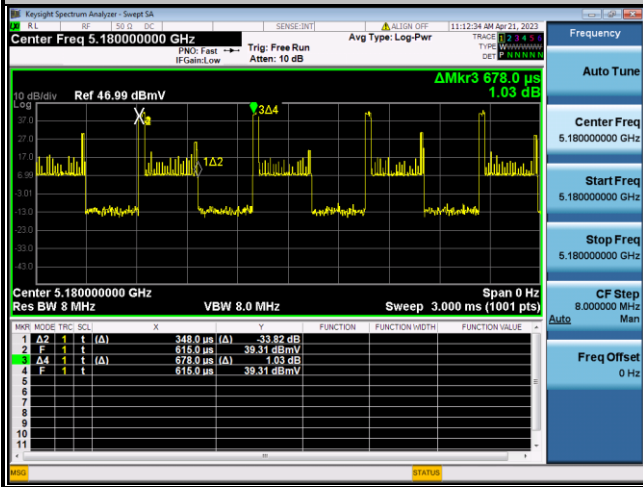 Keysight Spectrum Analyzer - Swept SA
RL RF 50 Ω DC SENSE:INT ALIGN OFF 11:12:34 AM Apr 21, 2023
Center Freq 5.180000000 GHz
PNO: Fast
IFGain:Low
Trig: Free Run
Atten: 10 dB
Avg Type: Log-Pwr
TRACE 1 2 3 4 5 6
TYPE WWWWWW
DET P N N N N N
ΔMkr3 678.0 µs
1.03 dB
10 dB/div Ref 46.99 dBmV
Log
37.0
27.0
17.0
6.99
-3.01
-13.0
-23.0
-33.0
-43.0
X
3Δ4
1Δ2
Center 5.180000000 GHz Span 0 Hz
Res BW 8 MHz VBW 8.0 MHz Sweep 3.000 ms (1001 pts)
MKR MODE TRC SCL X Y FUNCTION FUNCTION WIDTH FUNCTION VALUE
1 Δ2 1 t (Δ) 348.0 µs (Δ) -33.82 dB
2 F 1 t 615.0 µs 39.31 dBmV
3 Δ4 1 t (Δ) 678.0 µs (Δ) 1.03 dB
4 F 1 t 615.0 µs 39.31 dBmV
5
6
7
8
9
10
11
MSG STATUS
Frequency
Auto Tune
Center Freq
5.180000000 GHz
Start Freq
5.180000000 GHz
Stop Freq
5.180000000 GHz
CF Step
8.000000 MHz
Auto Man
Freq Offset
0 Hz